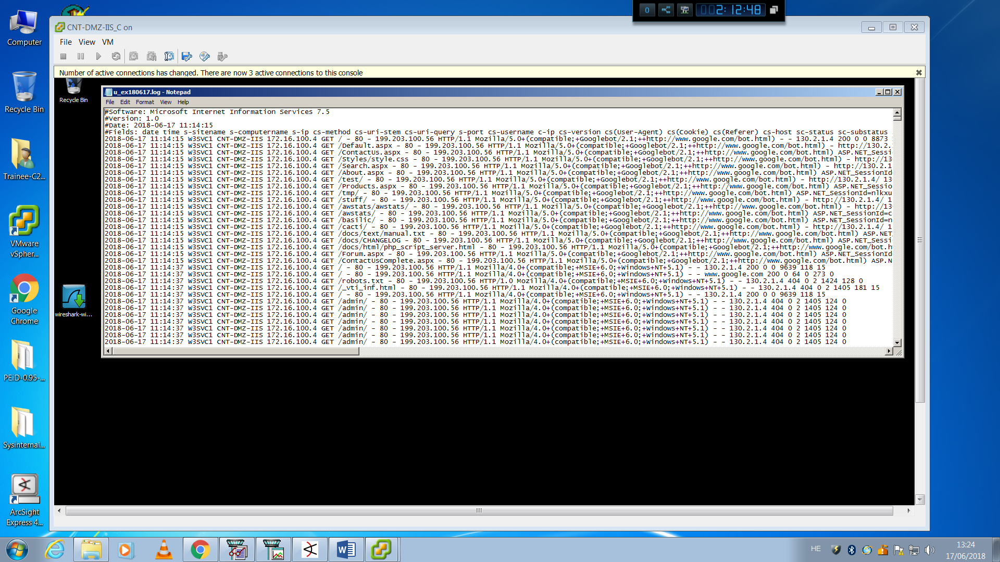 0
2:12:48
Computer
Recycle Bin
Trainee-C2...
VMware
vSpher...
Google
Chrome
PEiD-0.95-...
Sysinternal...
ArcSight
Express 4...
CNT-DMZ-IIS_C on
File View VM
Number of active connections has changed. There are now 3 active connections to this console
Recycle Bin
wireshark-wi...
u_ex180617.log - Notepad
File Edit Format View Help
#Software: Microsoft Internet Information Services 7.5
#Version: 1.0
#Date: 2018-06-17 11:14:15
#Fields: date time s-sitename s-computername s-ip cs-method cs-uri-stem cs-uri-query s-port cs-username c-ip cs-version cs(User-Agent) cs(Cookie) cs(Referer) cs-host sc-status sc-substatus
2018-06-17 11:14:15 W3SVC1 CNT-DMZ-IIS 172.16.100.4 GET / - 80 - 199.203.100.56 HTTP/1.1 Mozilla/5.0+(compatible;+Googlebot/2.1;++http://www.google.com/bot.html) - - 130.2.1.4 200 0 0 8873
2018-06-17 11:14:15 W3SVC1 CNT-DMZ-IIS 172.16.100.4 GET /Default.aspx - 80 - 199.203.100.56 HTTP/1.1 Mozilla/5.0+(compatible;+Googlebot/2.1;++http://www.google.com/bot.html) - http://130.2.
2018-06-17 11:14:15 W3SVC1 CNT-DMZ-IIS 172.16.100.4 GET /ContactUs.aspx - 80 - 199.203.100.56 HTTP/1.1 Mozilla/5.0+(compatible;+Googlebot/2.1;++http://www.google.com/bot.html) ASP.NET_Sessi
2018-06-17 11:14:15 W3SVC1 CNT-DMZ-IIS 172.16.100.4 GET /Styles/style.css - 80 - 199.203.100.56 HTTP/1.1 Mozilla/5.0+(compatible;+Googlebot/2.1;++http://www.google.com/bot.html) - http://13
2018-06-17 11:14:15 W3SVC1 CNT-DMZ-IIS 172.16.100.4 GET /Search.aspx - 80 - 199.203.100.56 HTTP/1.1 Mozilla/5.0+(compatible;+Googlebot/2.1;++http://www.google.com/bot.html) - http://130.2.1
2018-06-17 11:14:15 W3SVC1 CNT-DMZ-IIS 172.16.100.4 GET /About.aspx - 80 - 199.203.100.56 HTTP/1.1 Mozilla/5.0+(compatible;+Googlebot/2.1;++http://www.google.com/bot.html) ASP.NET_SessionId
2018-06-17 11:14:15 W3SVC1 CNT-DMZ-IIS 172.16.100.4 GET /test/ - 80 - 199.203.100.56 HTTP/1.1 Mozilla/5.0+(compatible;+Googlebot/2.1;++http://www.google.com/bot.html) - http://130.2.1.4/ 13
2018-06-17 11:14:15 W3SVC1 CNT-DMZ-IIS 172.16.100.4 GET /Products.aspx - 80 - 199.203.100.56 HTTP/1.1 Mozilla/5.0+(compatible;+Googlebot/2.1;++http://www.google.com/bot.html) ASP.NET_Sessio
2018-06-17 11:14:15 W3SVC1 CNT-DMZ-IIS 172.16.100.4 GET /tmp/ - 80 - 199.203.100.56 HTTP/1.1 Mozilla/5.0+(compatible;+Googlebot/2.1;++http://www.google.com/bot.html) ASP.NET_SessionId=nlkxu
2018-06-17 11:14:15 W3SVC1 CNT-DMZ-IIS 172.16.100.4 GET /stuff/ - 80 - 199.203.100.56 HTTP/1.1 Mozilla/5.0+(compatible;+Googlebot/2.1;++http://www.google.com/bot.html) - http://130.2.1.4/ 1
2018-06-17 11:14:15 W3SVC1 CNT-DMZ-IIS 172.16.100.4 GET /awstats/awstats/ - 80 - 199.203.100.56 HTTP/1.1 Mozilla/5.0+(compatible;+Googlebot/2.1;++http://www.google.com/bot.html) - http://13
2018-06-17 11:14:15 W3SVC1 CNT-DMZ-IIS 172.16.100.4 GET /awstats/ - 80 - 199.203.100.56 HTTP/1.1 Mozilla/5.0+(compatible;+Googlebot/2.1;++http://www.google.com/bot.html) ASP.NET_SessionId=c
2018-06-17 11:14:15 W3SVC1 CNT-DMZ-IIS 172.16.100.4 GET /basilic/ - 80 - 199.203.100.56 HTTP/1.1 Mozilla/5.0+(compatible;+Googlebot/2.1;++http://www.google.com/bot.html) ASP.NET_SessionId=n
2018-06-17 11:14:15 W3SVC1 CNT-DMZ-IIS 172.16.100.4 GET /cacti/ - 80 - 199.203.100.56 HTTP/1.1 Mozilla/5.0+(compatible;+Googlebot/2.1;++http://www.google.com/bot.html) - http://130.2.1.4/ 1
2018-06-17 11:14:15 W3SVC1 CNT-DMZ-IIS 172.16.100.4 GET /docs/text/manual.txt - 80 - 199.203.100.56 HTTP/1.1 Mozilla/5.0+(compatible;+Googlebot/2.1;++http://www.google.com/bot.html) ASP.NE
2018-06-17 11:14:15 W3SVC1 CNT-DMZ-IIS 172.16.100.4 GET /docs/CHANGELOG - 80 - 199.203.100.56 HTTP/1.1 Mozilla/5.0+(compatible;+Googlebot/2.1;++http://www.google.com/bot.html) ASP.NET_Sessi
2018-06-17 11:14:15 W3SVC1 CNT-DMZ-IIS 172.16.100.4 GET /docs/html/php_script_server.html - 80 - 199.203.100.56 HTTP/1.1 Mozilla/5.0+(compatible;+Googlebot/2.1;++http://www.google.com/bot.h
2018-06-17 11:14:15 W3SVC1 CNT-DMZ-IIS 172.16.100.4 GET /Forum.aspx - 80 - 199.203.100.56 HTTP/1.1 Mozilla/5.0+(compatible;+Googlebot/2.1;++http://www.google.com/bot.html) ASP.NET_SessionId
2018-06-17 11:14:15 W3SVC1 CNT-DMZ-IIS 172.16.100.4 GET /ContactUsComplete.aspx - 80 - 199.203.100.56 HTTP/1.1 Mozilla/5.0+(compatible;+Googlebot/2.1;++http://www.google.com/bot.html) ASP.N
2018-06-17 11:14:37 W3SVC1 CNT-DMZ-IIS 172.16.100.4 GET / - 80 - 199.203.100.56 HTTP/1.1 Mozilla/4.0+(compatible;+MSIE+6.0;+Windows+NT+5.1) - - 130.2.1.4 200 0 0 9639 118 15
2018-06-17 11:14:37 W3SVC1 CNT-DMZ-IIS 172.16.100.4 GET / - 80 - 199.203.100.56 HTTP/1.1 Mozilla/4.0+(compatible;+MSIE+6.0;+Windows+NT+5.1) - - www.google.com 200 0 64 0 273 0
2018-06-17 11:14:37 W3SVC1 CNT-DMZ-IIS 172.16.100.4 GET /robots.txt - 80 - 199.203.100.56 HTTP/1.0 Mozilla/4.0+(compatible;+MSIE+6.0;+Windows+NT+5.1) - - 130.2.1.4 404 0 2 1424 128 0
2018-06-17 11:14:37 W3SVC1 CNT-DMZ-IIS 172.16.100.4 GET /_vti_inf.html - 80 - 199.203.100.56 HTTP/1.1 Mozilla/4.0+(compatible;+MSIE+6.0;+Windows+NT+5.1) - - 130.2.1.4 404 0 2 1405 181 15
2018-06-17 11:14:37 W3SVC1 CNT-DMZ-IIS 172.16.100.4 GET / - 80 - 199.203.100.56 HTTP/1.1 Mozilla/4.0+(compatible;+MSIE+6.0;+Windows+NT+5.1) - - 130.2.1.4 200 0 0 9639 118 15
2018-06-17 11:14:37 W3SVC1 CNT-DMZ-IIS 172.16.100.4 GET /admin/ - 80 - 199.203.100.56 HTTP/1.1 Mozilla/4.0+(compatible;+MSIE+6.0;+Windows+NT+5.1) - - 130.2.1.4 404 0 2 1405 124 0
2018-06-17 11:14:37 W3SVC1 CNT-DMZ-IIS 172.16.100.4 GET /admin/ - 80 - 199.203.100.56 HTTP/1.1 Mozilla/4.0+(compatible;+MSIE+6.0;+Windows+NT+5.1) - - 130.2.1.4 404 0 2 1405 124 0
2018-06-17 11:14:37 W3SVC1 CNT-DMZ-IIS 172.16.100.4 GET /admin/ - 80 - 199.203.100.56 HTTP/1.1 Mozilla/4.0+(compatible;+MSIE+6.0;+Windows+NT+5.1) - - 130.2.1.4 404 0 2 1405 124 0
2018-06-17 11:14:37 W3SVC1 CNT-DMZ-IIS 172.16.100.4 GET /admin/ - 80 - 199.203.100.56 HTTP/1.1 Mozilla/4.0+(compatible;+MSIE+6.0;+Windows+NT+5.1) - - 130.2.1.4 404 0 2 1405 124 0
2018-06-17 11:14:37 W3SVC1 CNT-DMZ-IIS 172.16.100.4 GET /admin/ - 80 - 199.203.100.56 HTTP/1.1 Mozilla/4.0+(compatible;+MSIE+6.0;+Windows+NT+5.1) - - 130.2.1.4 404 0 2 1405 124 0
2018-06-17 11:14:37 W3SVC1 CNT-DMZ-IIS 172.16.100.4 GET /admin/ - 80 - 199.203.100.56 HTTP/1.1 Mozilla/4.0+(compatible;+MSIE+6.0;+Windows+NT+5.1) - - 130.2.1.4 404 0 2 1405 124 0
2018-06-17 11:14:37 W3SVC1 CNT-DMZ-IIS 172.16.100.4 GET /admin/ - 80 - 199.203.100.56 HTTP/1.1 Mozilla/4.0+(compatible;+MSIE+6.0;+Windows+NT+5.1) - - 130.2.1.4 404 0 2 1405 124 0
HE
13:24
17/06/2018